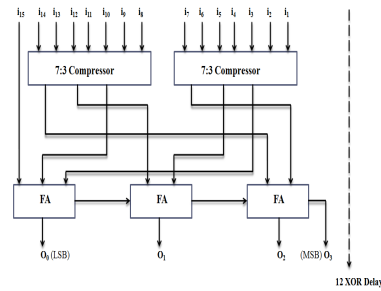 i₁₅ i₁₄ i₁₃ i₁₂ i₁₁ i₁₀ i₉ i₈ i₇ i₆ i₅ i₄ i₃ i₂ i₁
7:3 Compressor 7:3 Compressor
FA FA FA
O₀ (LSB) O₁ O₂ (MSB) O₃
12 XOR Delay